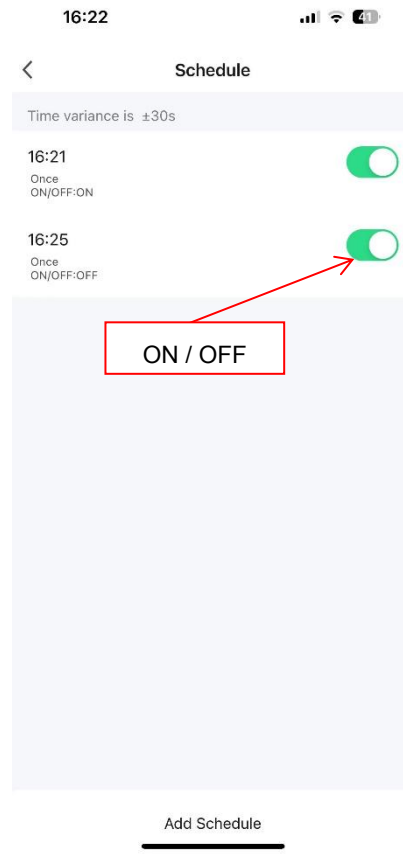 16:22
41
Schedule
Time variance is ±30s
16:21
Once
ON/OFF:ON
16:25
Once
ON/OFF:OFF
ON / OFF
Add Schedule